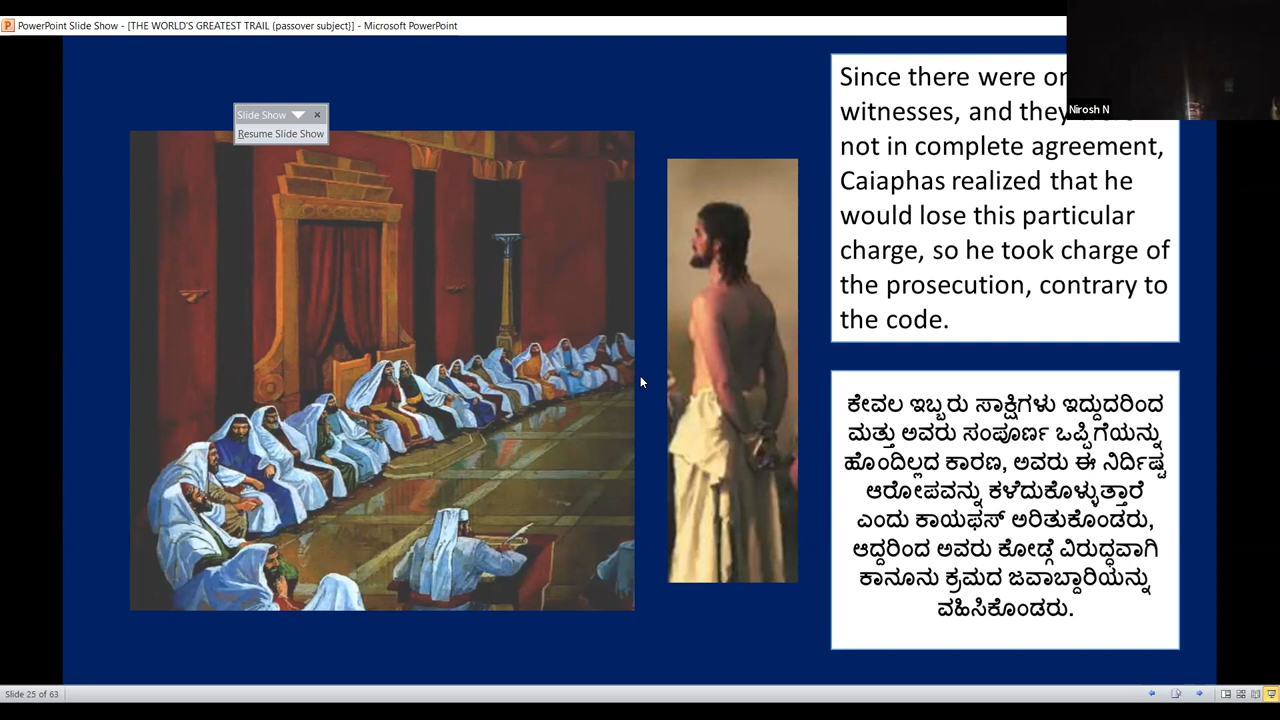 PowerPoint Slide Show - [THE WORLD'S GREATEST TRAIL (passover subject}] - Microsoft PowerPoint
Nirosh N
Slide Show
Resume Slide Show
Since there were
witnesses, and they
not in complete agreement,
Caiaphas realized that he
would lose this particular
charge, so he took charge of
the prosecution, contrary to
the code.
ಕೇವಲ ಇಬ್ಬರು ಸಾಕ್ಷಿಗಳು ಇದ್ದುದರಿಂದ
ಮತ್ತು ಅವರು ಸಂಪೂರ್ಣ ಒಪ್ಪಿಗೆಯನ್ನು
ಹೊಂದಿಲ್ಲದ ಕಾರಣ, ಅವರು ಈ ನಿರ್ದಿಷ್ಟ
ಆರೋಪವನ್ನು ಕಳೆದುಕೊಳ್ಳುತ್ತಾರೆ
ಎಂದು ಕಾಯಫಸ್ ಅರಿತುಕೊಂಡರು,
ಆದ್ದರಿಂದ ಅವರು ಕೋಡ್ಗೆ ವಿರುದ್ಧವಾಗಿ
ಕಾನೂನು ಕ್ರಮದ ಜವಾಬ್ದಾರಿಯನ್ನು
ವಹಿಸಿಕೊಂಡರು.
Slide 25 of 63